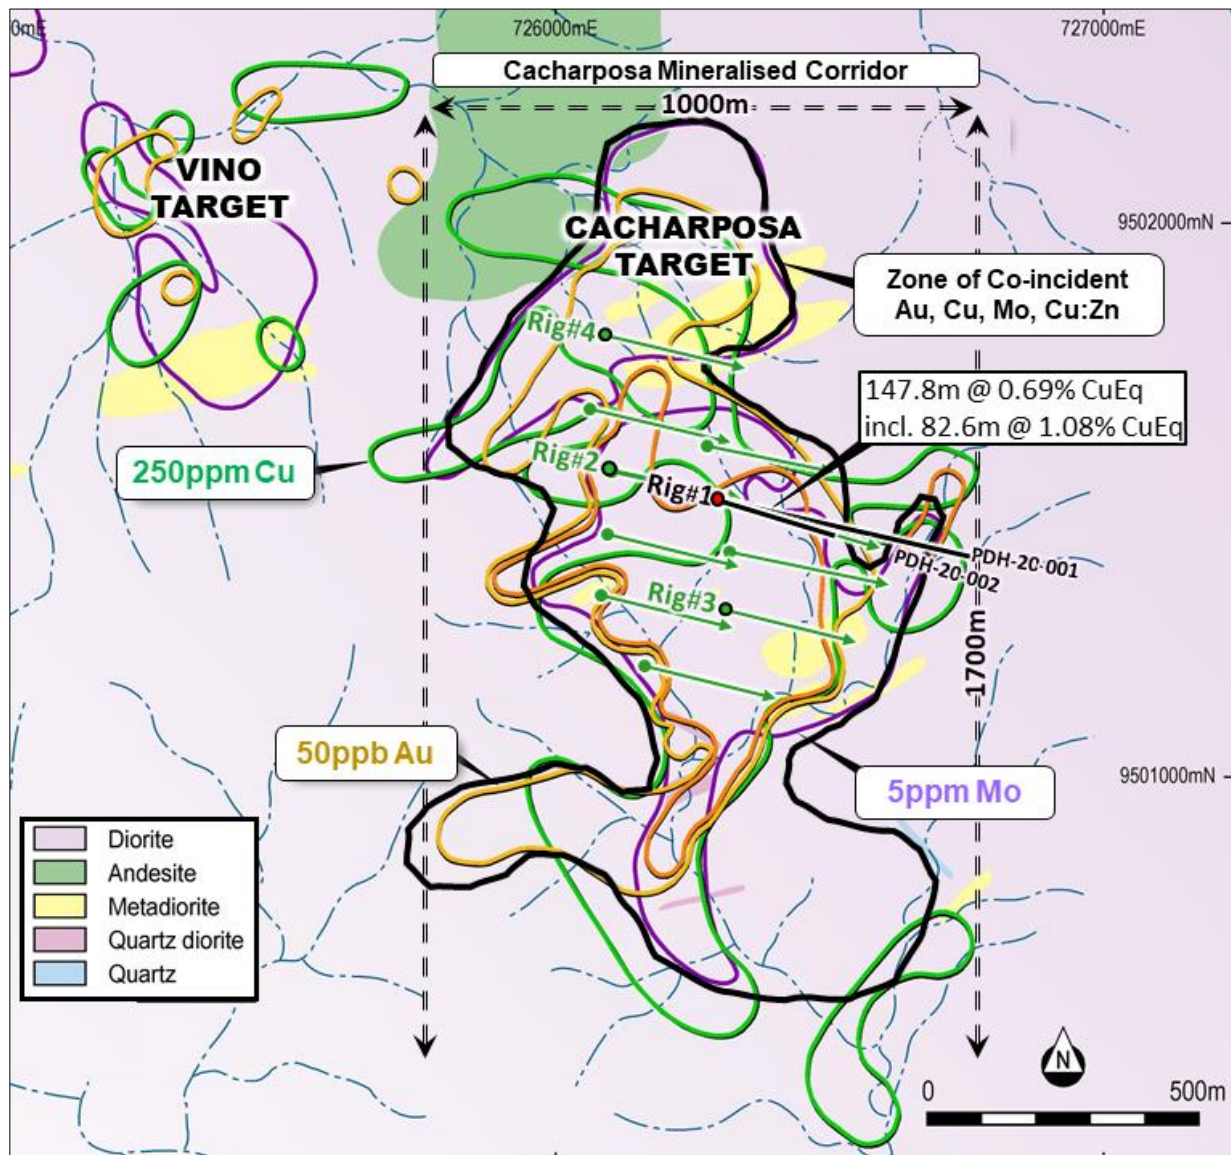 0mE
726000mE
727000mE
Cacharposa Mineralised Corridor
1000m
VINO
TARGET
CACHARPOSA
TARGET
9502000mN
Zone of Co-incident
Au, Cu, Mo, Cu:Zn
Rig#4
147.8m @ 0.69% CuEq
incl. 82.6m @ 1.08% CuEq
250ppm Cu
Rig#2
Rig#1
PDH-20-001
PDH-20-002
Rig#3
1700m
50ppb Au
5ppm Mo
9501000mN
Diorite
Andesite
Metadiorite
Quartz diorite
Quartz
N
0
500m